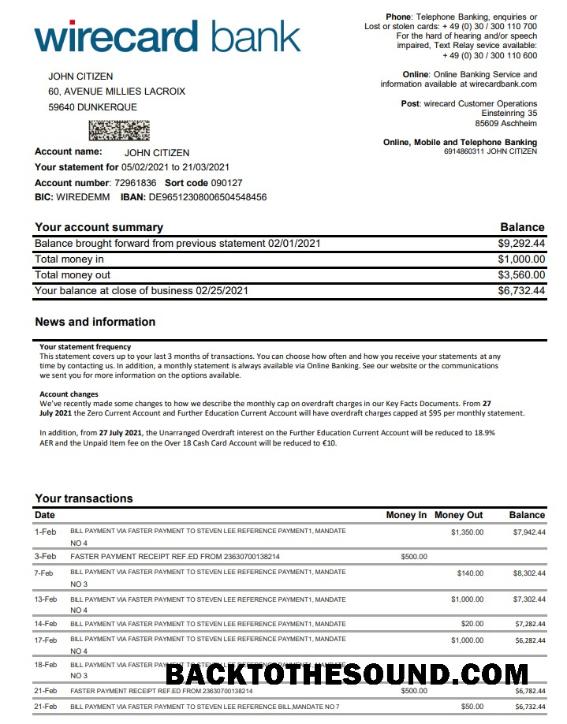 wirecard bank
Phone: Telephone Banking, enquiries or
Lost or stolen cards: + 49 (0) 30 / 300 110 700
For the hard of hearing and/or speech
impaired, Text Relay service available:
+ 49 (0) 30 / 300 110 600
Online: Online Banking Service and
information available at wirecardbank.com
Post: wirecard Customer Operations
Einsteinring 35
85609 Aschheim
Online, Mobile and Telephone Banking
6914860311 JOHN CITIZEN
JOHN CITIZEN
60, AVENUE MILLIES LACROIX
59640 DUNKERQUE
Account name: JOHN CITIZEN
Your statement for 05/02/2021 to 21/03/2021
Account number: 72961836 Sort code 090127
BIC: WIREDEMM IBAN: DE96512308006504548456
Your account summary Balance
Balance brought forward from previous statement 02/01/2021 $9,292.44
Total money in $1,000.00
Total money out $3,560.00
Your balance at close of business 02/25/2021 $6,732.44
News and information
Your statement frequency
This statement covers up to your last 3 months of transactions. You can choose how often and how you receive your statements at any
time by contacting us. In addition, a monthly statement is always available via Online Banking. See our website or the communications
we sent you for more information on the options available.
Account changes
We've recently made some changes to how we describe the monthly cap on overdraft charges in our Key Facts Documents. From 27
July 2021 the Zero Current Account and Further Education Current Account will have overdraft charges capped at $95 per monthly statement.
In addition, from 27 July 2021, the Unarranged Overdraft interest on the Further Education Current Account will be reduced to 18.9%
AER and the Unpaid Item fee on the Over 18 Cash Card Account will be reduced to €10.
Your transactions
Date Money In Money Out Balance
1-Feb BILL PAYMENT VIA FASTER PAYMENT TO STEVEN LEE REFERENCE PAYMENT1, MANDATE $1,350.00 $7,942.44
NO 4
3-Feb FASTER PAYMENT RECEIPT REF.ED FROM 23630700138214 $500.00
7-Feb BILL PAYMENT VIA FASTER PAYMENT TO STEVEN LEE REFERENCE PAYMENT1, MANDATE $140.00 $8,302.44
NO 3
13-Feb BILL PAYMENT VIA FASTER PAYMENT TO STEVEN LEE REFERENCE PAYMENT1, MANDATE $1,000.00 $7,302.44
NO 4
14-Feb BILL PAYMENT VIA FASTER PAYMENT TO STEVEN LEE REFERENCE PAYMENT1, MANDATE $20.00 $7,282.44
17-Feb BILL PAYMENT VIA FASTER PAYMENT TO STEVEN LEE REFERENCE PAYMENT1, MANDATE $1,000.00 $6,282.44
NO 4
18-Feb BILL PAYMENT VIA FASTER PAYMENT TO STEVEN LEE REFERENCE PAYMENT1, MANDATE
NO 3
BACKTOTHESOUND.COM
21-Feb FASTER PAYMENT RECEIPT REF.ED FROM 23630700138214 $500.00 $6,782.44
21-Feb BILL PAYMENT VIA FASTER PAYMENT TO STEVEN LEE REFERENCE BILL,MANDATE NO 7 $50.00 $6,732.44